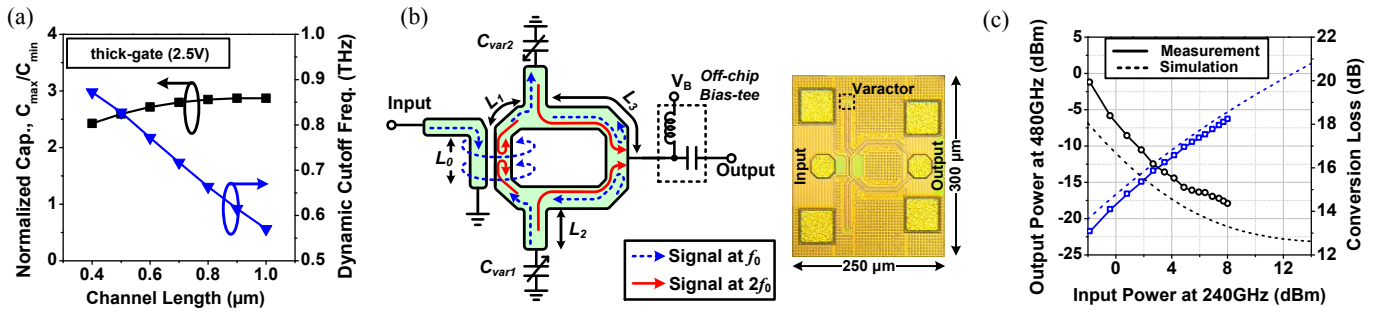 (a)
thick-gate (2.5V)
Normalized Cap., Cmax/Cmin
4
3
2
1
0
0.4 0.6 0.8 1.0
Channel Length (µm)
1.0
0.9
0.8
0.7
0.6
0.5
Dynamic Cutoff Freq. (THz)
(b)
Cvar2
Input
L1
L3
L0
L2
Cvar1
VB
Off-chip
Bias-tee
Output
Signal at f0
Signal at 2f0
Varactor
Input
Output
300 µm
250 µm
(c)
Measurement
Simulation
Output Power at 480GHz (dBm)
5
0
-5
-10
-15
-20
-25
0 4 8 12
Input Power at 240GHz (dBm)
22
20
18
16
14
12
Conversion Loss (dB)